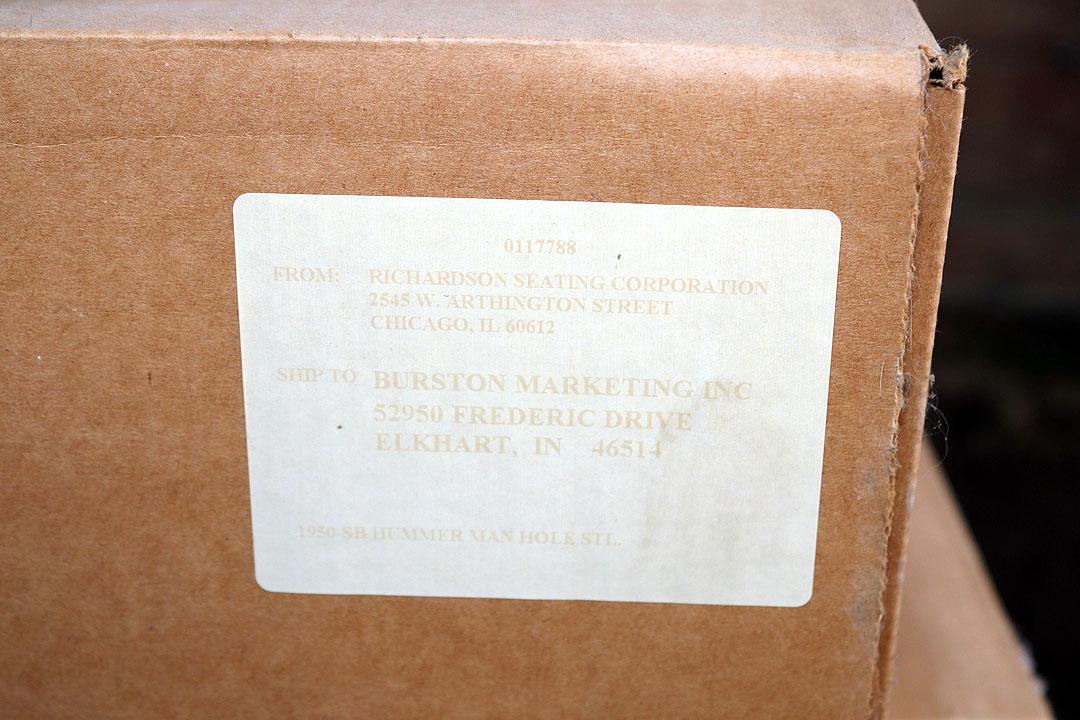 0117788
FROM: RICHARDSON SEATING CORPORATION
2545 W. ARTHINGTON STREET
CHICAGO, IL 60612
SHIP TO BURSTON MARKETING INC
52950 FREDERIC DRIVE
ELKHART, IN 46514
1950-SB HUMMER MAN HOLE STL.